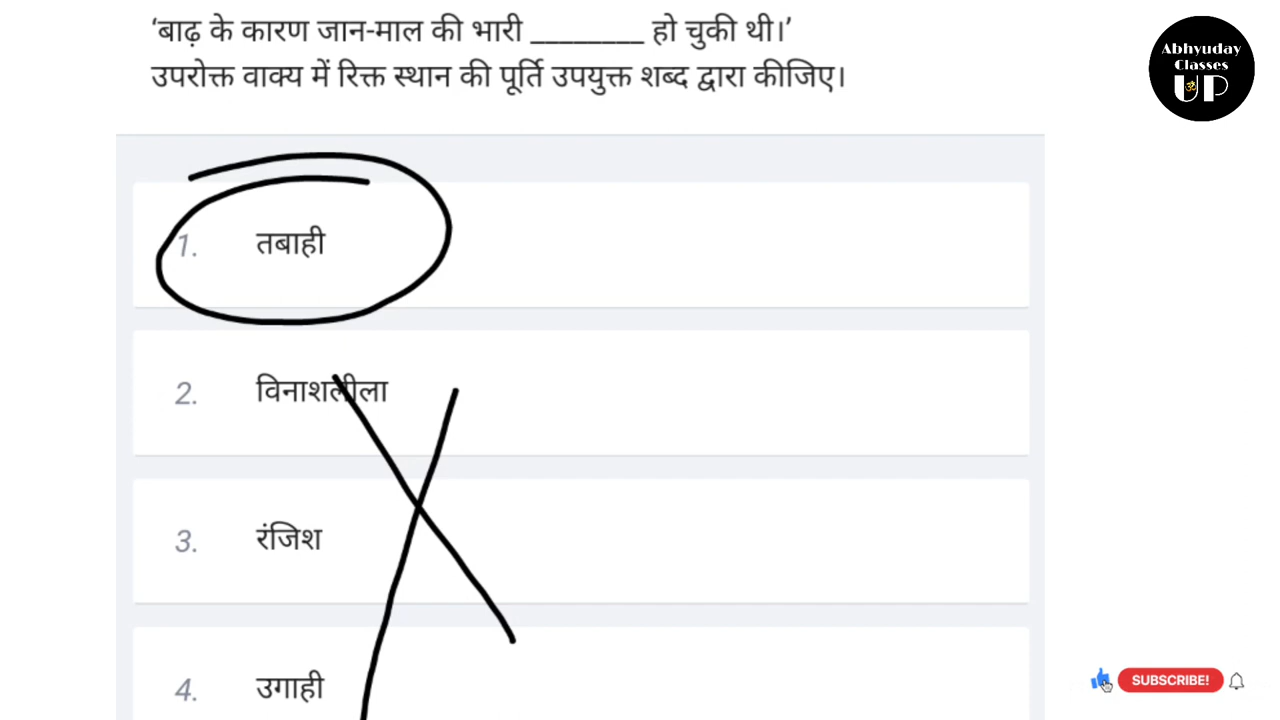 ‘बाढ़ के कारण जान-माल की भारी ________ हो चुकी थी।’
उपरोक्त वाक्य में रिक्त स्थान की पूर्ति उपयुक्त शब्द द्वारा कीजिए।
Abhyuday
Classes
UP
1. तबाही
2. विनाशलीला
3. रंजिश
4. उगाही
SUBSCRIBE!